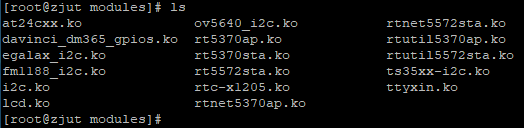 [root@zjut modules]# ls
at24cxx.ko ov5640_i2c.ko rtnet5572sta.ko
davinci_dm365_gpios.ko rt5370ap.ko rtutil5370ap.ko
egalax_i2c.ko rt5370sta.ko rtutil5572sta.ko
fm1188_i2c.ko rt5572sta.ko ts35xx-i2c.ko
i2c.ko rtc-x1205.ko ttyxin.ko
lcd.ko rtnet5370ap.ko
[root@zjut modules]#